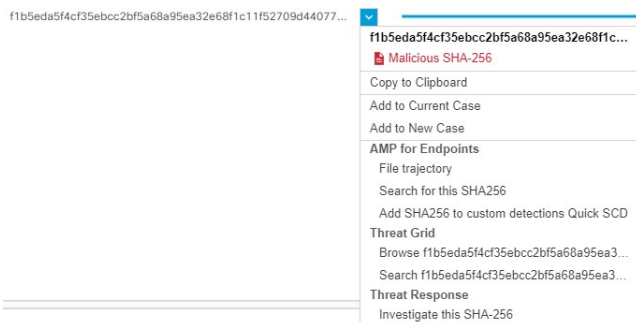 f1b5eda5f4cf35ebcc2bf5a68a95ea32e68f1c11f52709d44077...
f1b5eda5f4cf35ebcc2bf5a68a95ea32e68f1c...
Malicious SHA-256
Copy to Clipboard
Add to Current Case
Add to New Case
AMP for Endpoints
File trajectory
Search for this SHA256
Add SHA256 to custom detections Quick SCD
Threat Grid
Browse f1b5eda5f4cf35ebcc2bf5a68a95ea3...
Search f1b5eda5f4cf35ebcc2bf5a68a95ea3...
Threat Response
Investigate this SHA-256